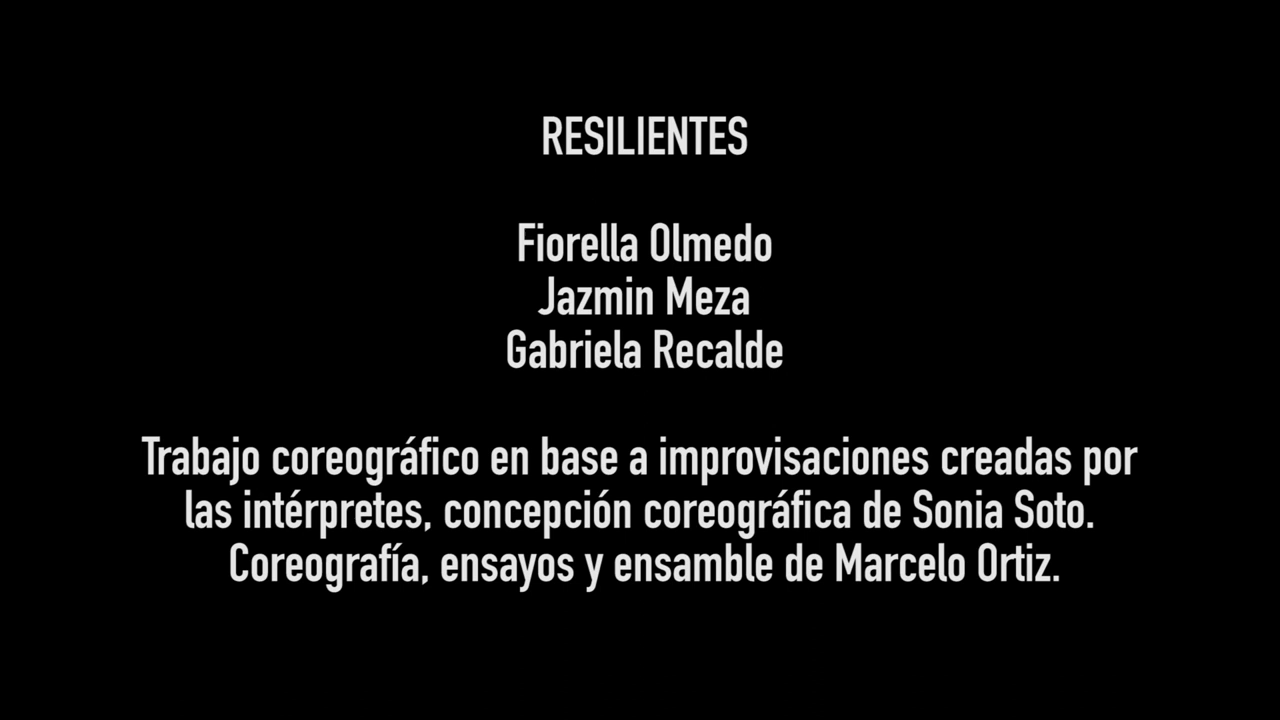 RESILIENTES
Fiorella Olmedo
Jazmin Meza
Gabriela Recalde
Trabajo coreográfico en base a improvisaciones creadas por
las intérpretes, concepción coreográfica de Sonia Soto.
Coreografía, ensayos y ensamble de Marcelo Ortiz.